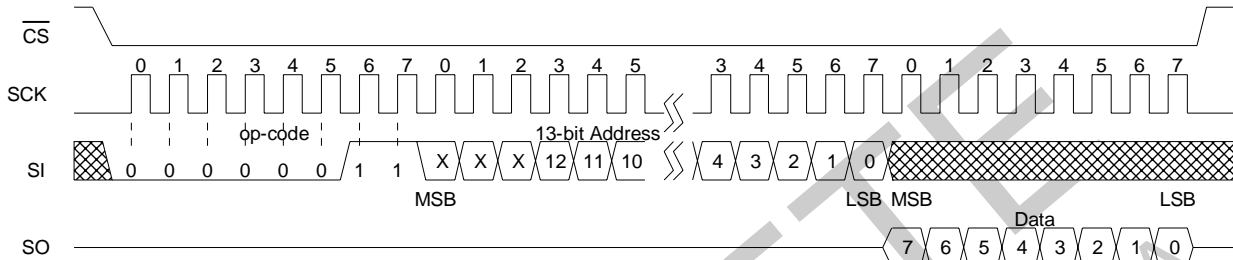 CS
0 1 2 3 4 5 6 7 0 1 2 3 4 5 3 4 5 6 7 0 1 2 3 4 5 6 7
SCK
op-code 13-bit Address
SI 0 0 0 0 0 0 1 1 X X X 12 11 10 4 3 2 1 0
MSB LSB MSB LSB
Data
SO 7 6 5 4 3 2 1 0